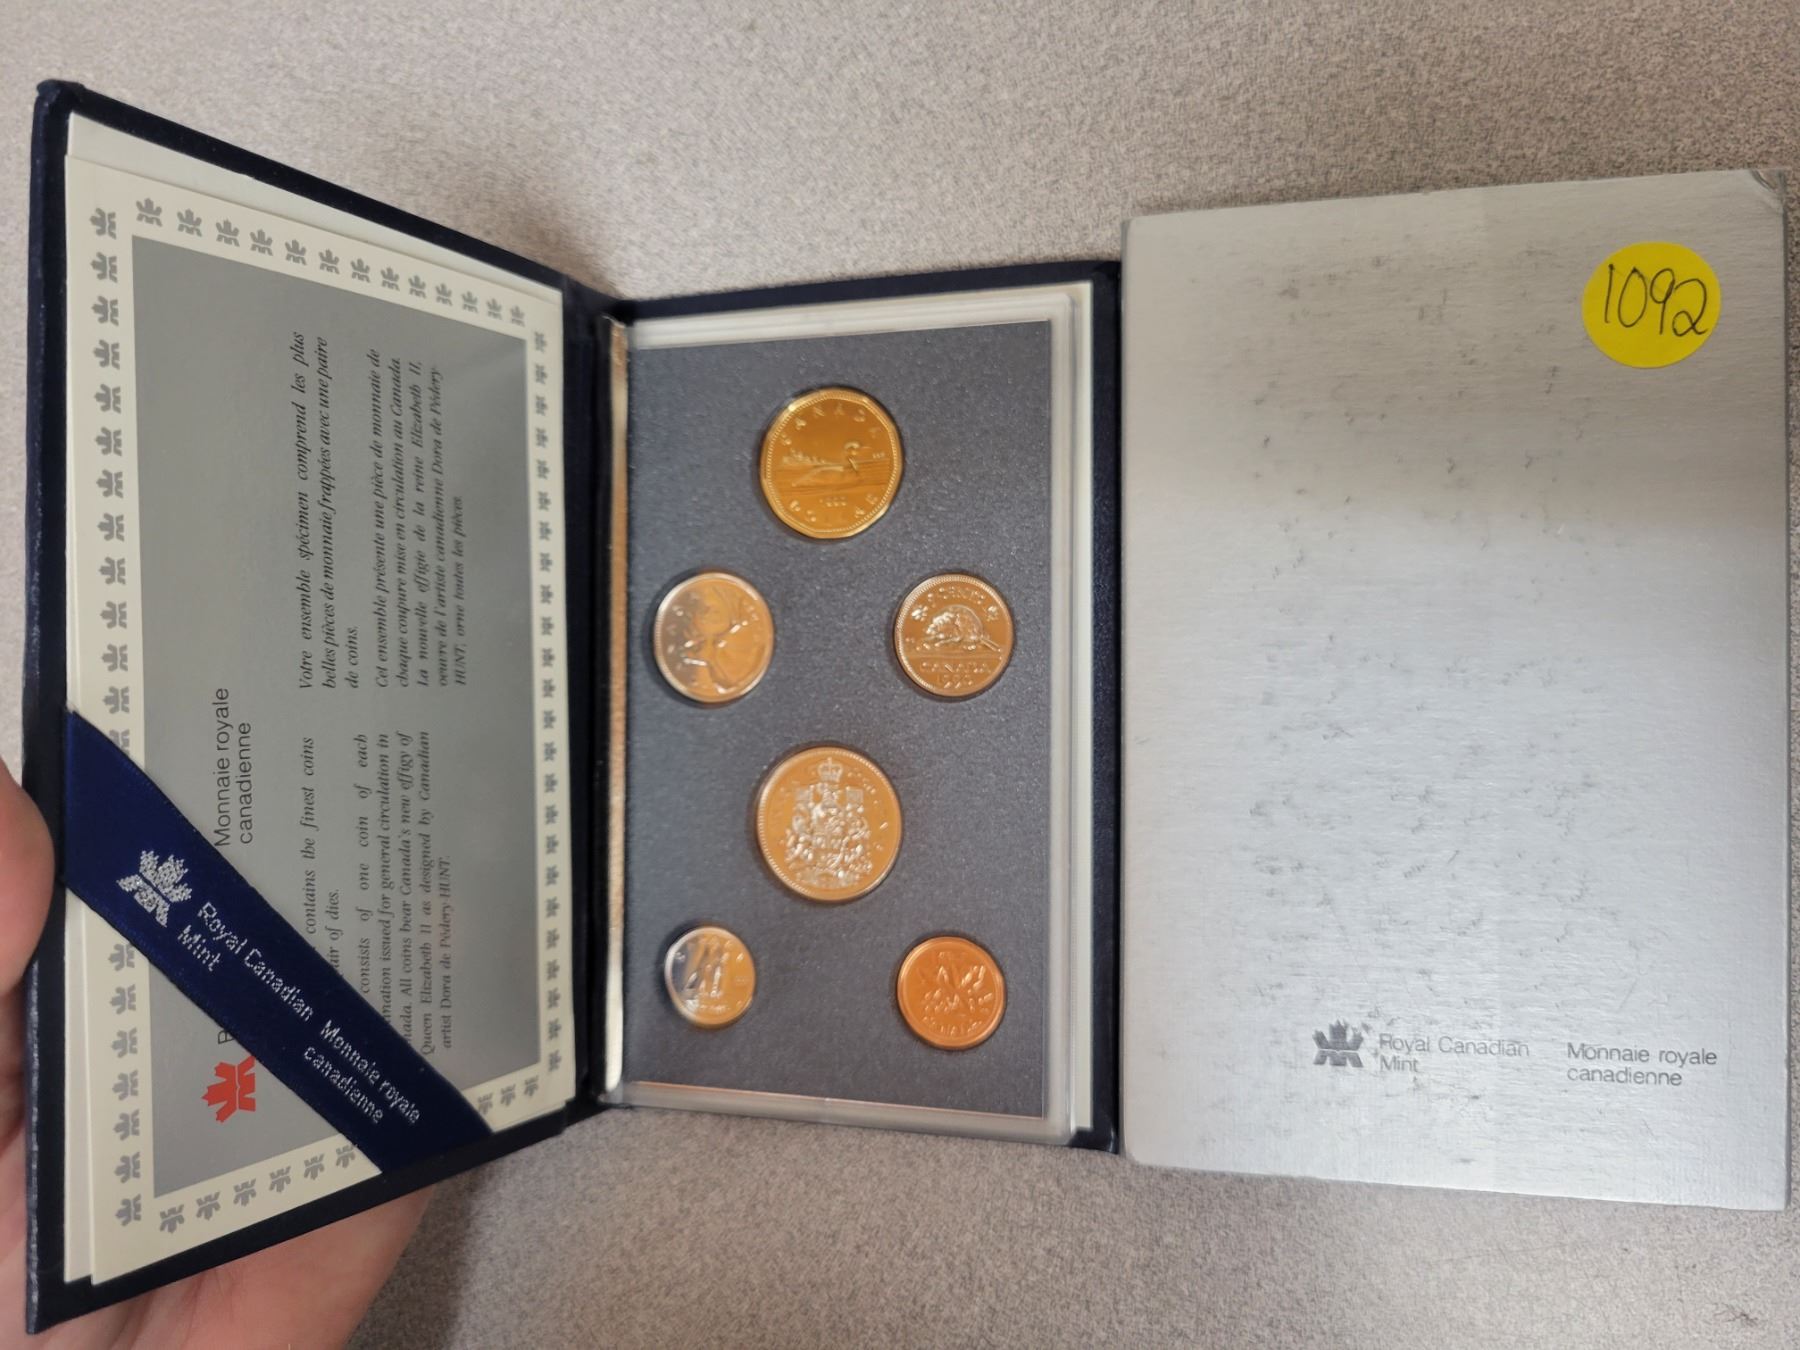 Monnaie royale
canadienne
contains the finest coins
air of dies.
consists of one coin of each
mation issued for general circulation in
nada. All coins bear Canada's new effigy of
Queen Elizabeth II as designed by Canadian
artist Dora de Pédery HUNT.
Votre ensemble spécimen comprend les plus
belles pièces de monnaie frappées avec une paire
de coins.
Cet ensemble présente une pièce de monnaie de
chaque coupure mise en circulation au Canada.
La nouvelle effigie de la reine Elizabeth II,
oeuvre de l'artiste canadienne Dora de Pédery-
HUNT, orne toutes les pièces.
Royal Canadian
Mint
Monnaie royale
canadienne
CANADA
DOLLAR
5 CENTS
CANADA
1990
CANADA
1092
Royal Canadian
Mint
Monnaie royale
canadienne